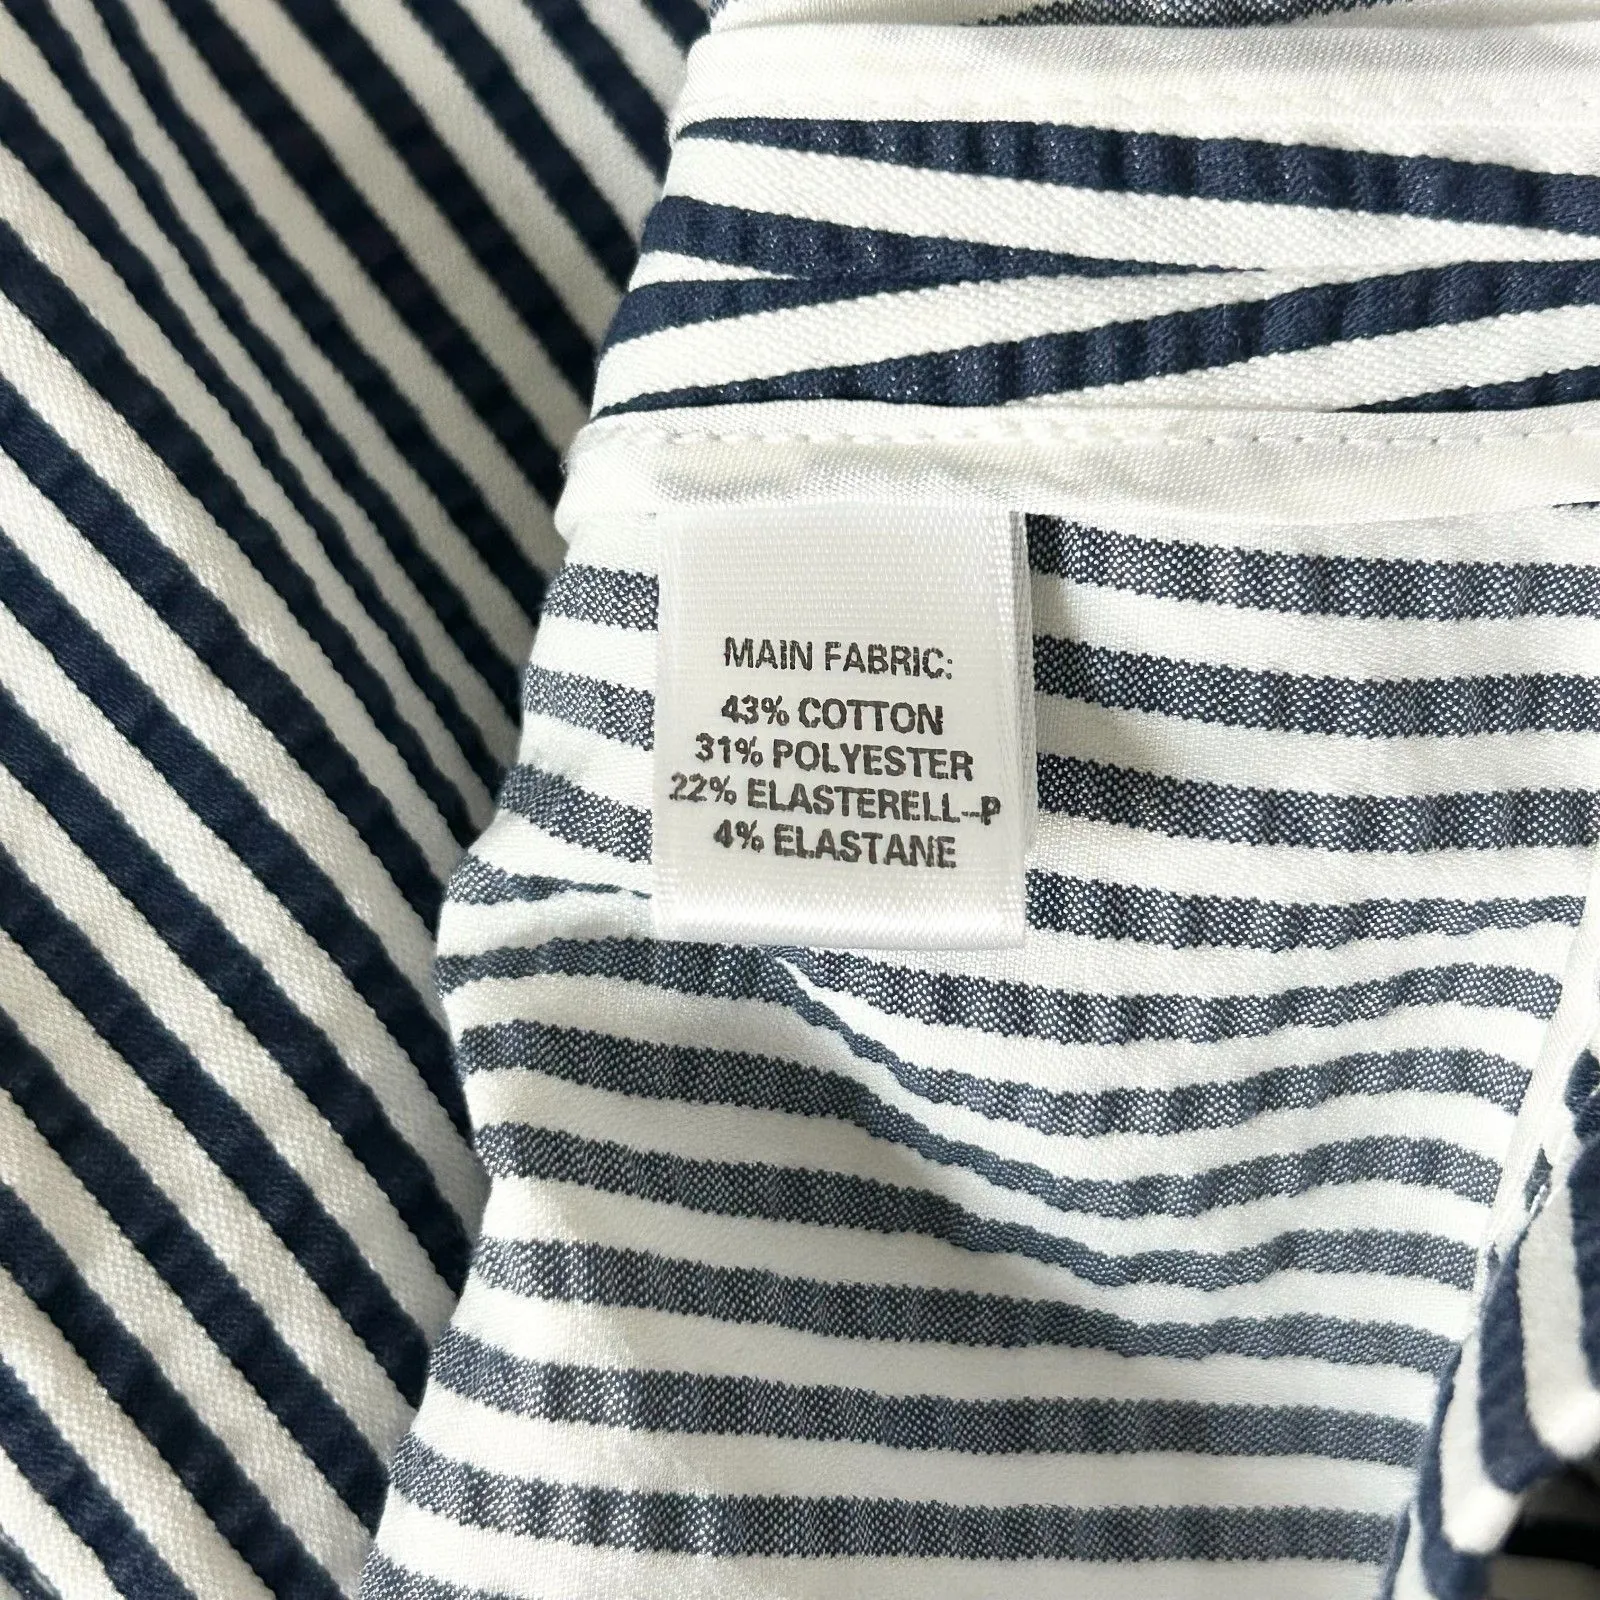 MAIN FABRIC:
43% COTTON
31% POLYESTER
22% ELASTERELL--P
4% ELASTANE